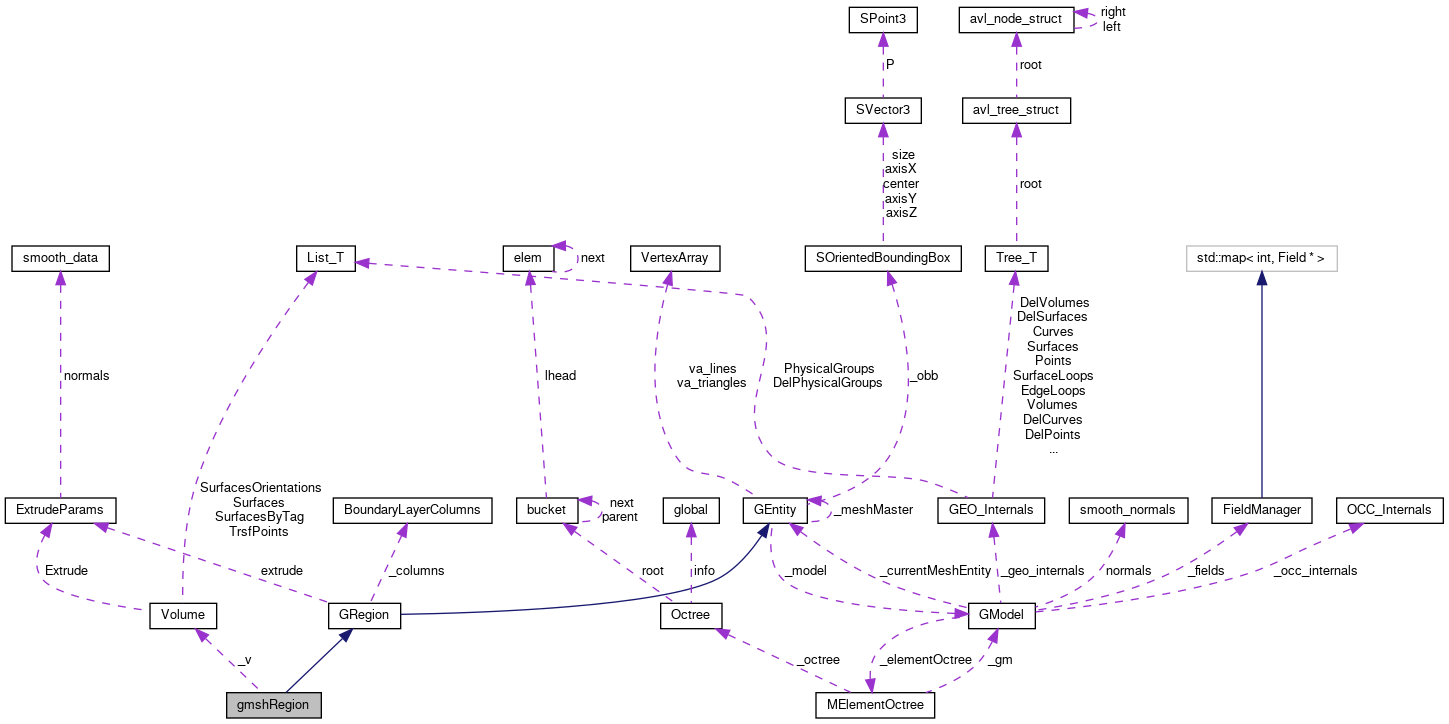 SPoint3
avl_node_struct
right
left
P
root
SVector3
avl_tree_struct
size
axisX
center
axisY
axisZ
root
smooth_data
List_T
elem
next
VertexArray
SOrientedBoundingBox
Tree_T
std::map< int, Field * >
normals
lhead
va_lines
va_triangles
PhysicalGroups
DelPhysicalGroups
_obb
DelVolumes
DelSurfaces
Curves
Surfaces
Points
SurfaceLoops
EdgeLoops
Volumes
DelCurves
DelPoints
...
SurfacesOrientations
Surfaces
SurfacesByTag
TrsfPoints
ExtrudeParams
BoundaryLayerColumns
bucket
next
parent
global
GEntity
_meshMaster
GEO_Internals
smooth_normals
FieldManager
OCC_Internals
Extrude
extrude
_columns
root
info
_model
_currentMeshEntity
_geo_internals
normals
_fields
_occ_internals
Volume
GRegion
Octree
GModel
_v
_octree
_elementOctree
_gm
gmshRegion
MElementOctree